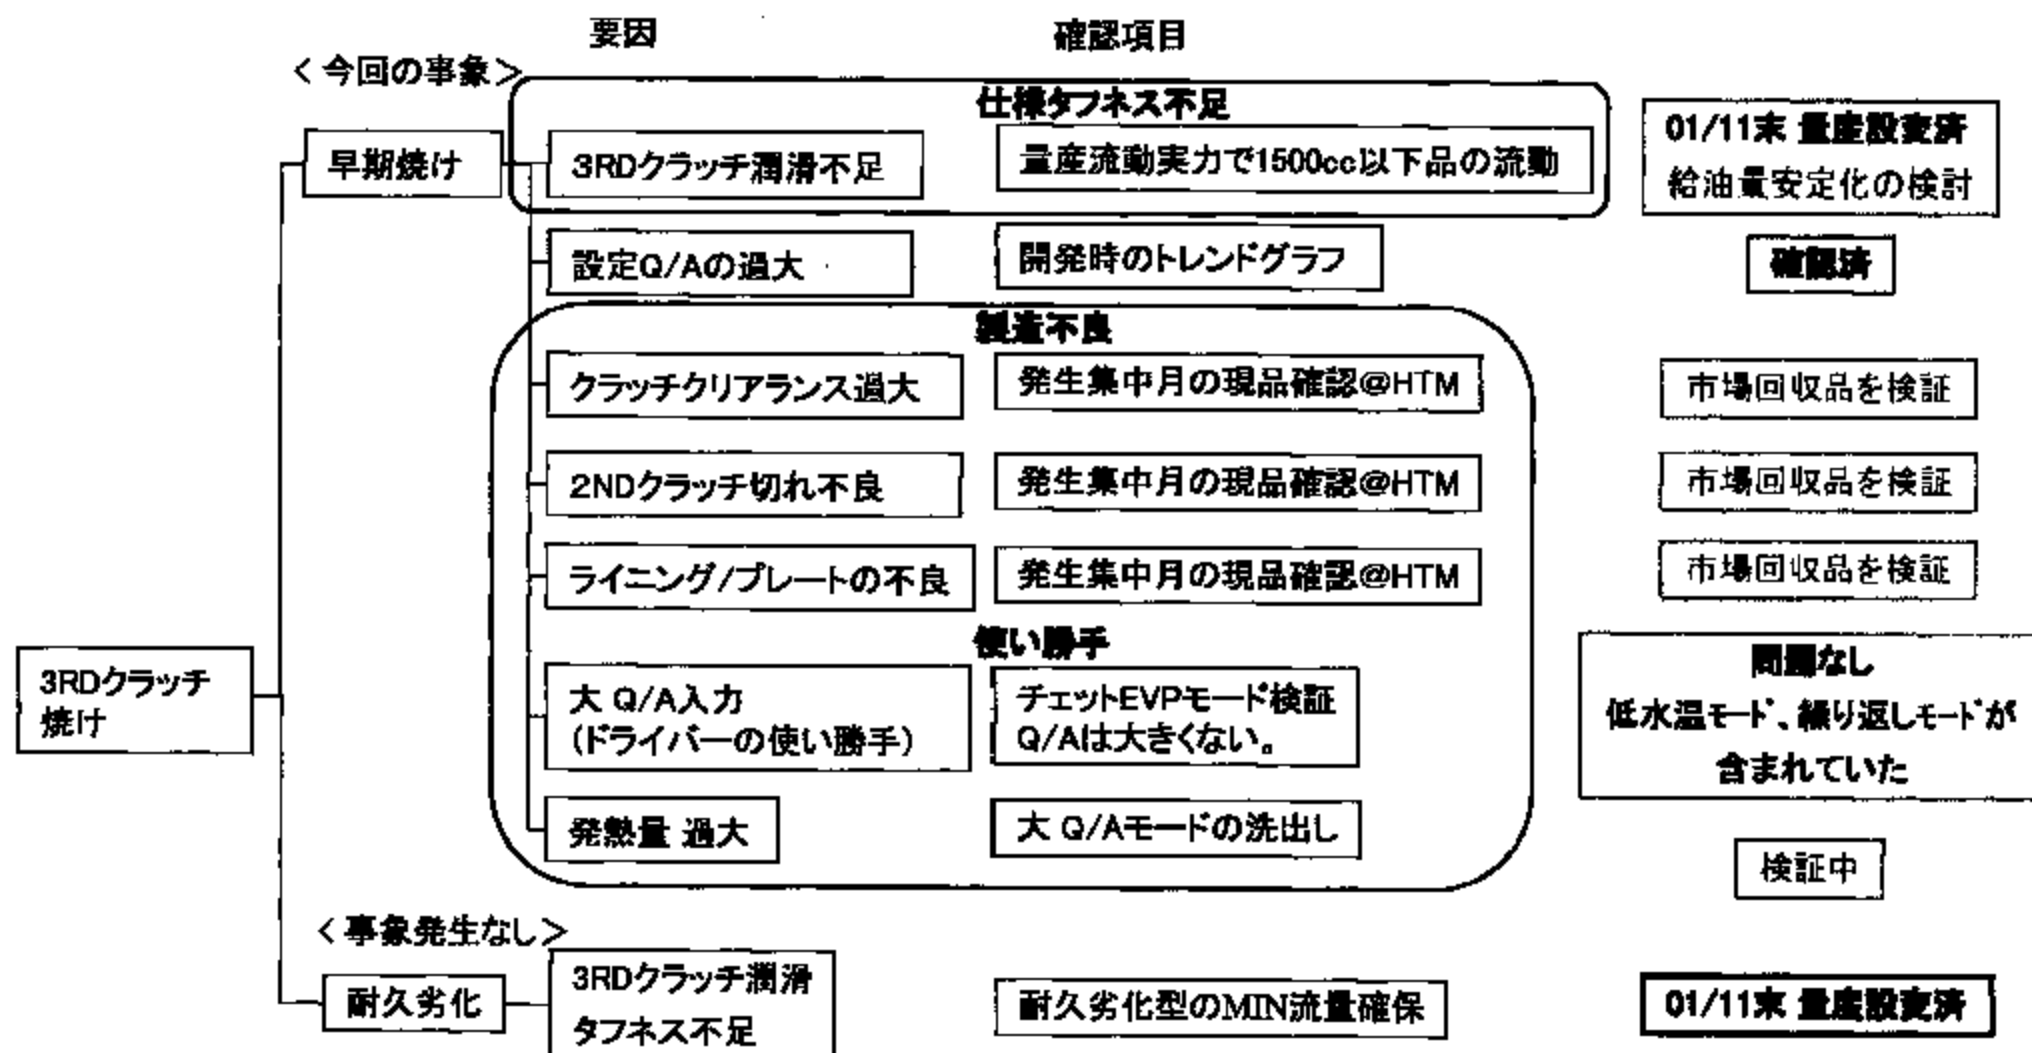 要因
確認項目
<今回の事象>
仕様タフネス不足
早期焼け
3RDクラッチ潤滑不足
量産流動実力で1500cc以下品の流動
01/11末 量産設変済
給油量安定化の検討
設定Q/Aの過大
開発時のトレンドグラフ
確認済
製造不良
クラッチクリアランス過大
発生集中月の現品確認@HTM
市場回収品を検証
2NDクラッチ切れ不良
発生集中月の現品確認@HTM
市場回収品を検証
ライニング/プレートの不良
発生集中月の現品確認@HTM
市場回収品を検証
使い勝手
3RDクラッチ
焼け
大 Q/A入力
(ドライバーの使い勝手)
チェットEVPモード検証
Q/Aは大きくない。
問題なし
低水温モード、繰り返しモードが
含まれていた
発熱量 過大
大 Q/Aモードの洗出し
検証中
<事象発生なし>
耐久劣化
3RDクラッチ潤滑
タフネス不足
耐久劣化型のMIN流量確保
01/11末 量産設変済